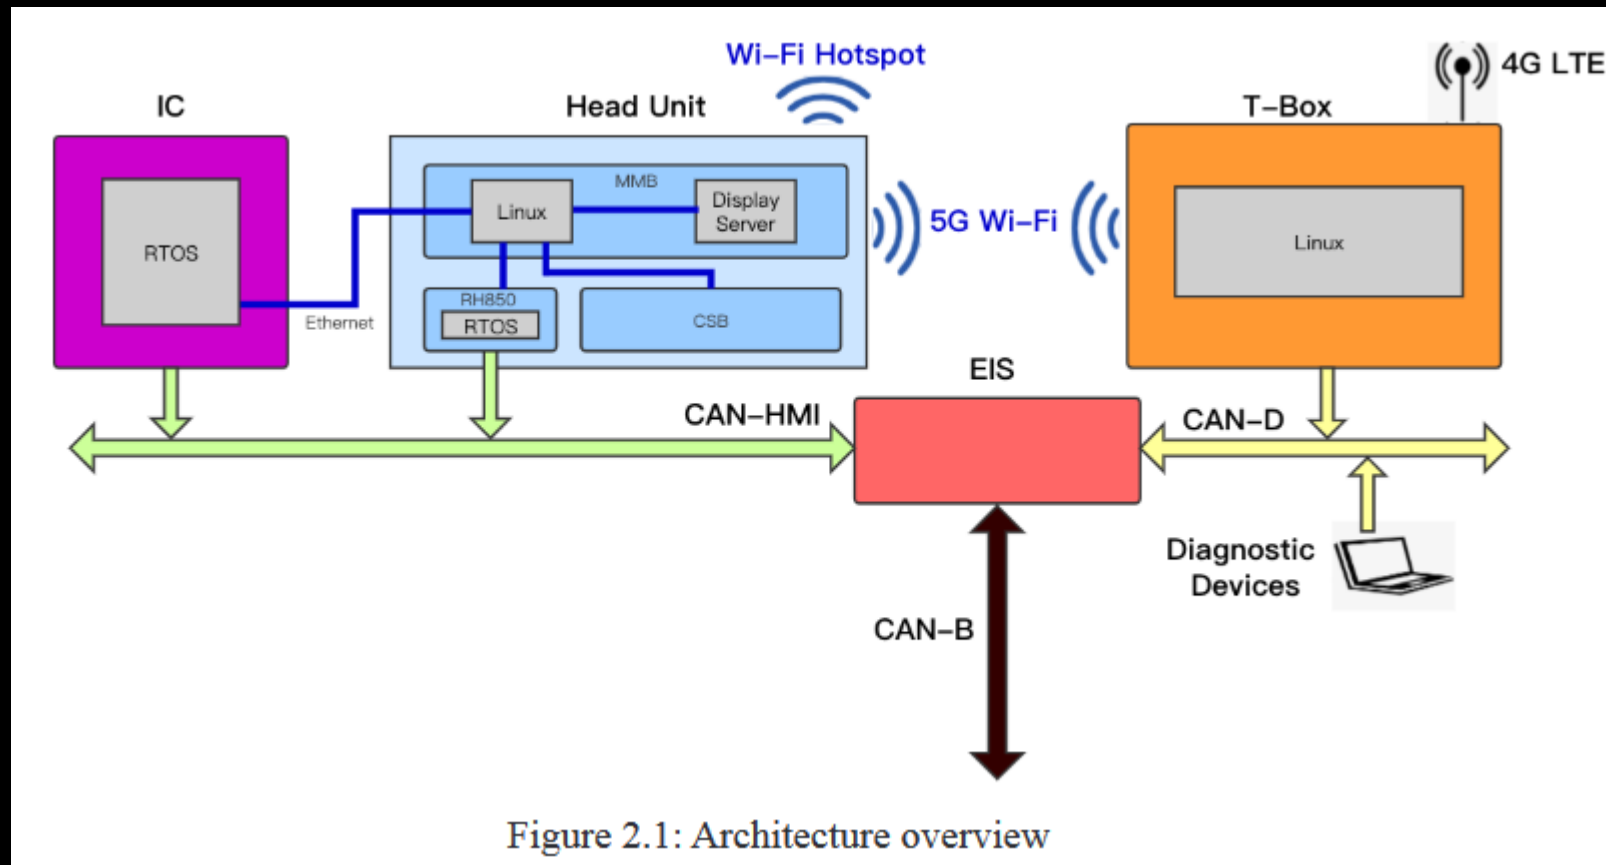 Wi-Fi Hotspot
4G LTE
IC
Head Unit
T-Box
MMB
Linux
Display
Server
RTOS
5G Wi-Fi
Linux
RH850
RTOS
CSB
Ethernet
EIS
CAN-HMI
CAN-D
Diagnostic
Devices
CAN-B
Figure 2.1: Architecture overview